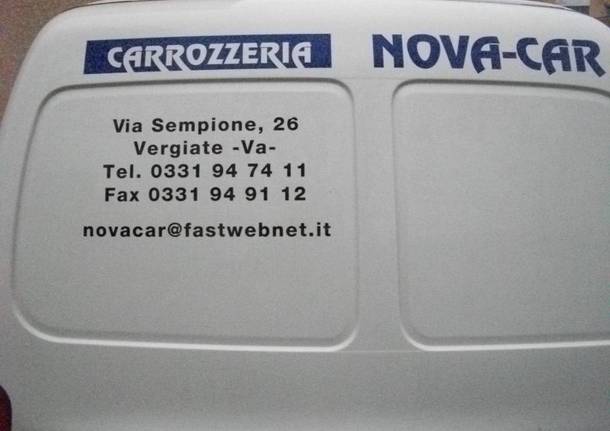 CARROZZERIA NOVA-CAR
Via Sempione, 26
Vergiate -Va-
Tel. 0331 94 74 11
Fax 0331 94 91 12
novacar@fastwebnet.it